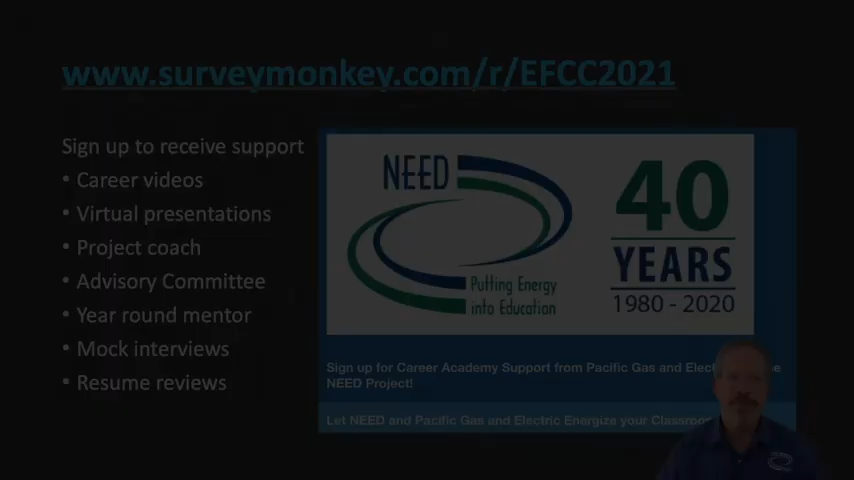 www.surveymonkey.com/r/EFCC2021
Sign up to receive support
• Career videos
• Virtual presentations
• Project coach
• Advisory Committee
• Year round mentor
• Mock interviews
• Resume reviews
NEED
Putting Energy
into Education
40
YEARS
1980 - 2020
Sign up for Career Academy Support from Pacific Gas and
NEED Project!
Let NEED and Pacific Gas and Electric Energize your